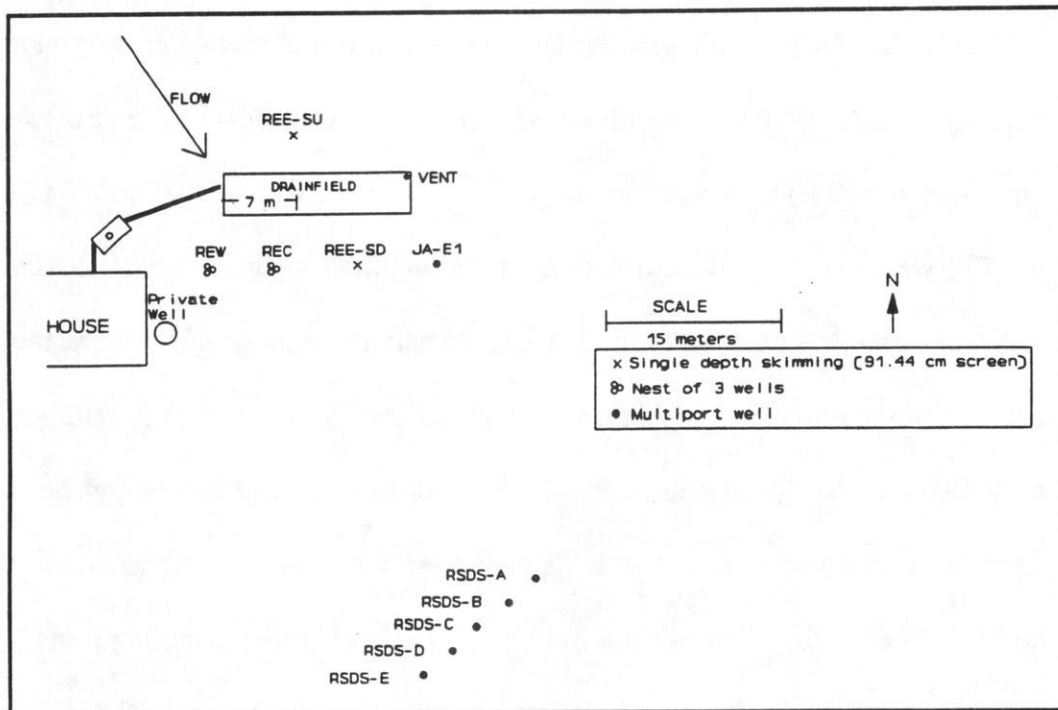 FLOW
REE-SU
DRAINFIELD
VENT
7 m
REW
REC
REE-SD
JA-E1
Private
Well
HOUSE
N
SCALE
15 meters
x Single depth skimming (91.44 cm screen)
Nest of 3 wells
• Multiport well
RSDS-A
RSDS-B
RSDS-C
RSDS-D
RSDS-E